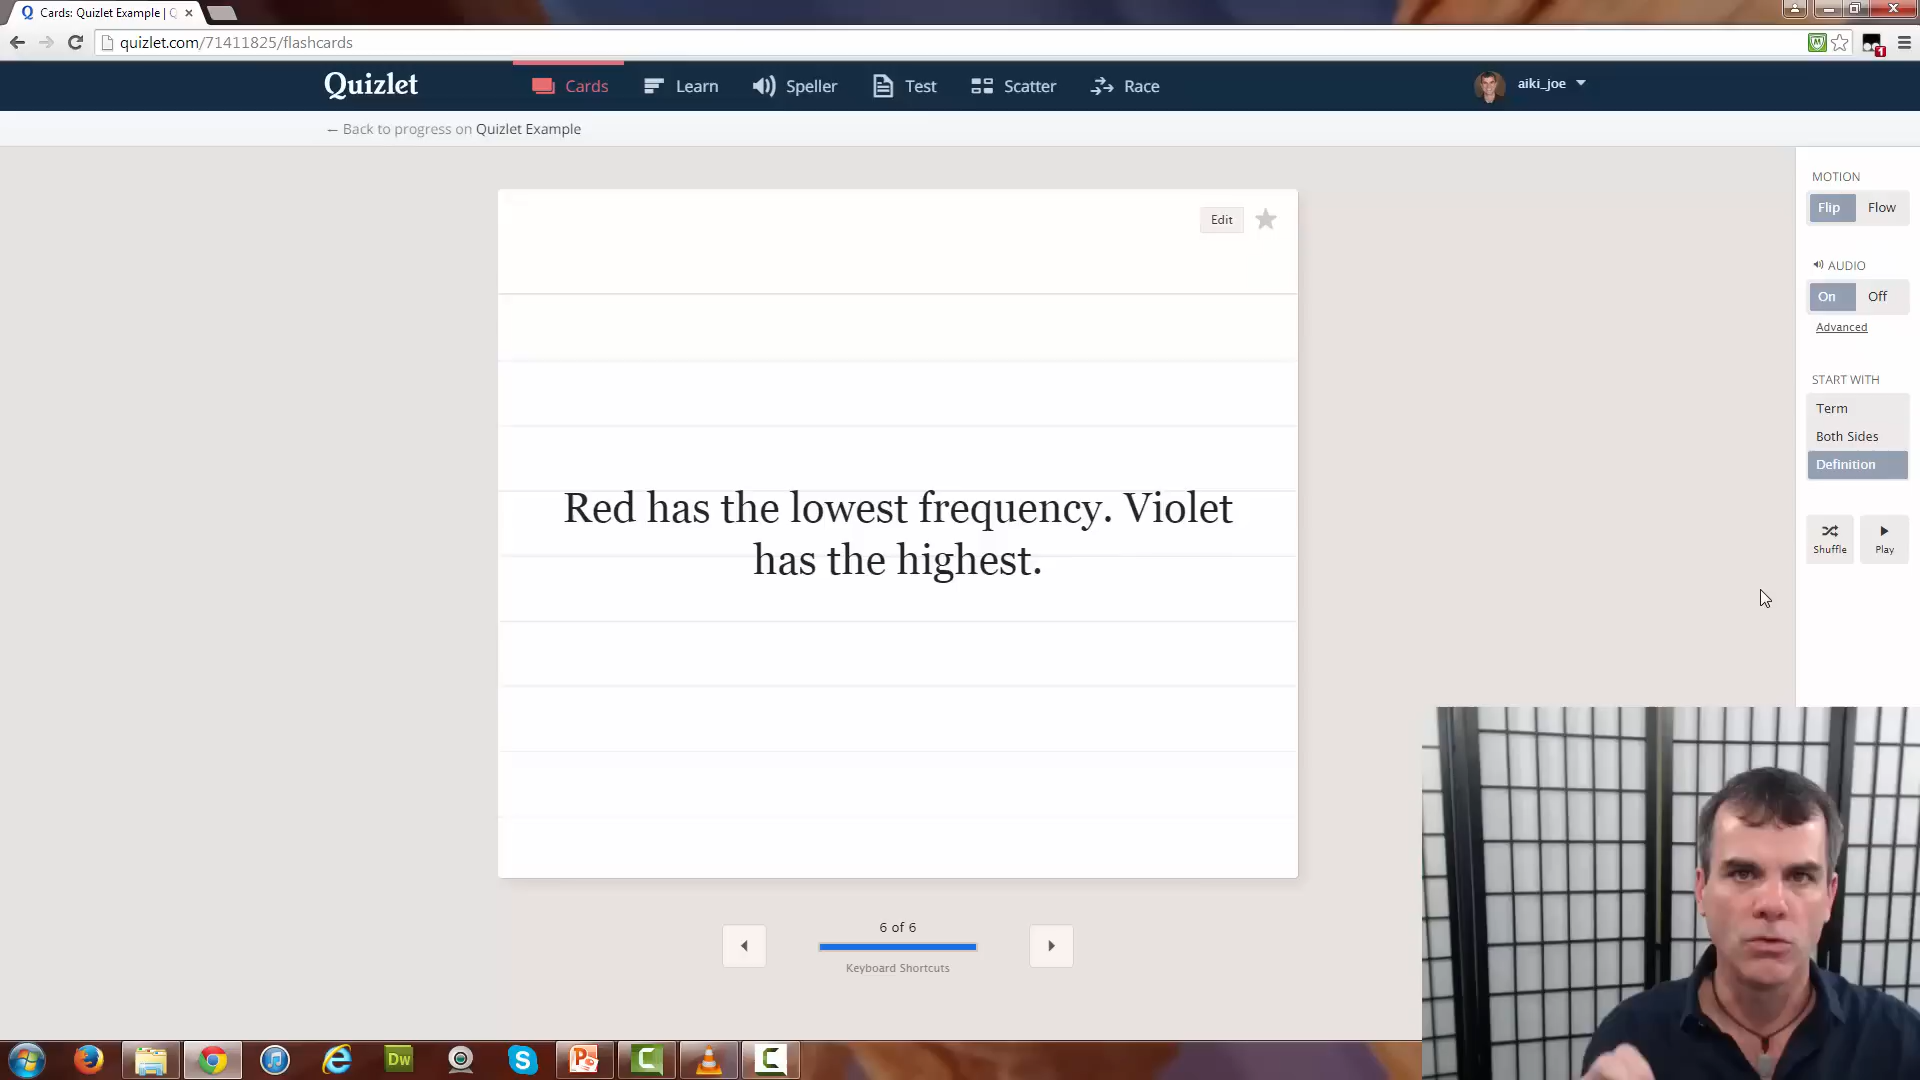 Cards: Quizlet Example | Q
quizlet.com/71411825/flashcards
Quizlet
Cards
Learn
Speller
Test
Scatter
Race
aiki_joe
← Back to progress on Quizlet Example
MOTION
Flip Flow
AUDIO
On Off
Advanced
START WITH
Term
Both Sides
Definition
Shuffle Play
Edit
Red has the lowest frequency. Violet
has the highest.
6 of 6
Keyboard Shortcuts
Dw